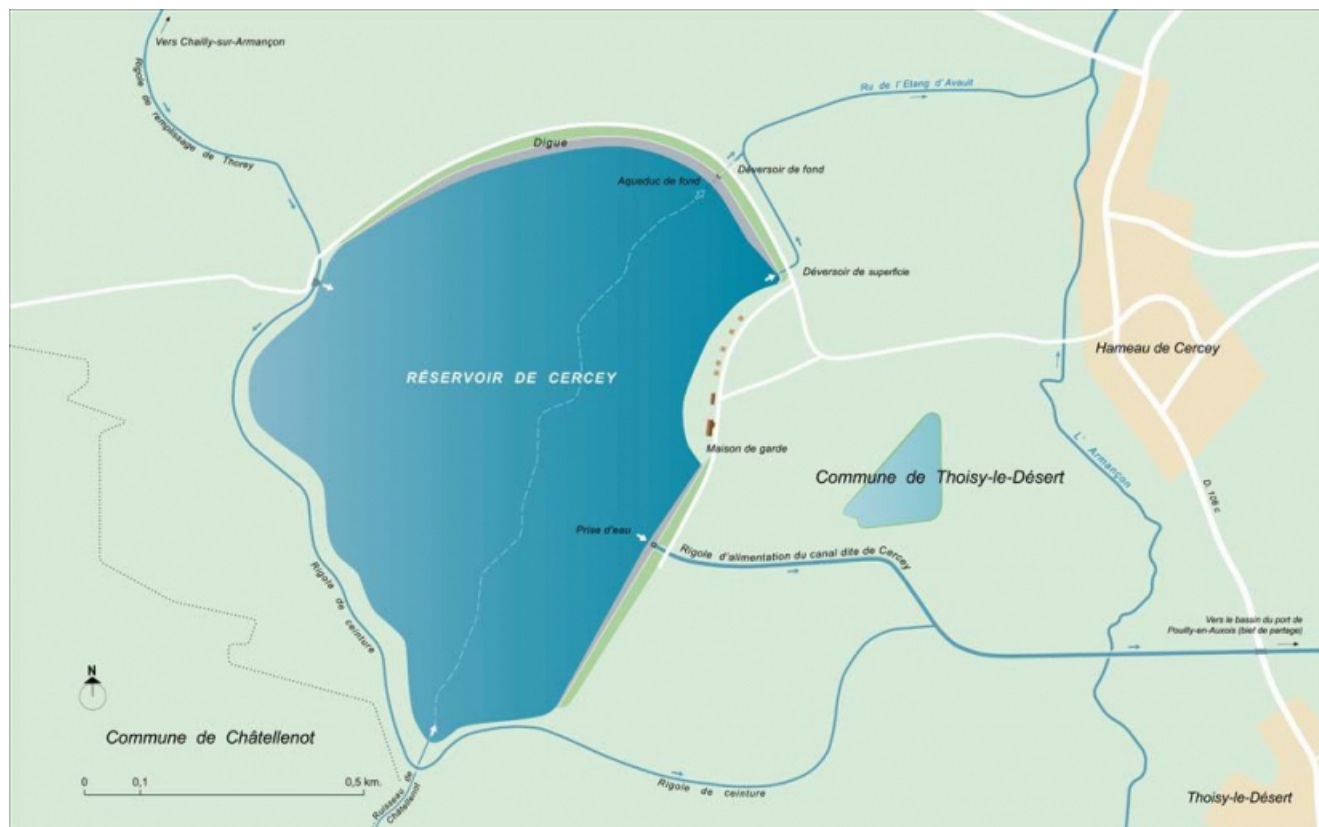 Vers Chailly-sur-Armançon
Rigole de remplissage de Thorey
Ru de l'Etang d'Avault
Digue
Déversoir de fond
Aqueduc de fond
Déversoir de superficie
Hameau de Cercey
RÉSERVOIR DE CERCEY
Maison de garde
L' Armançon
Commune de Thoisy-le-Désert
D. 108 c
Prise d'eau
Rigole d'alimentation du canal dite de Cercey
Rigole de ceinture
Vers le bassin du port de
Pouilly-en-Auxois (bief de partage)
N
Commune de Châtellenot
0 0,1 0,5 km.
Ruisseau de
Châtellenot
Rigole de ceinture
Thoisy-le-Désert